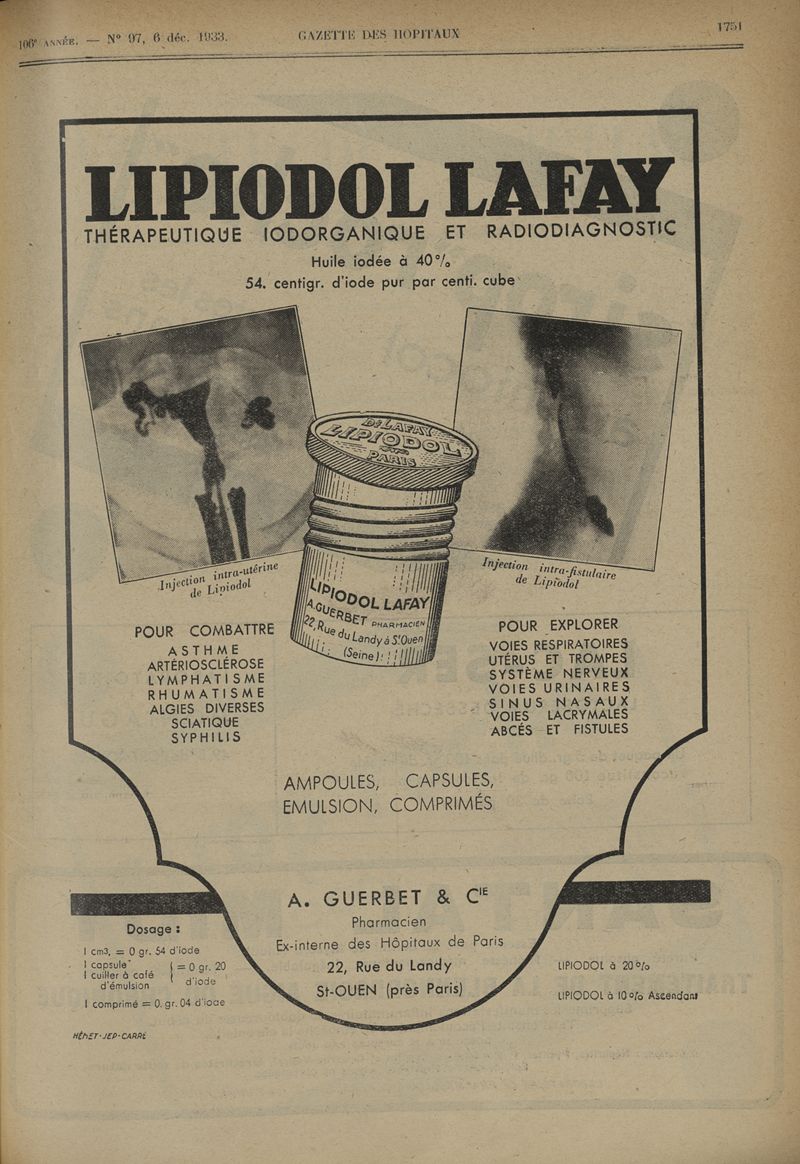 106e ANNÉE. — N° 97, 6 déc. 1933.
GAZETTE DES HOPITAUX
1751
LIPIODOL LAFAY
THÉRAPEUTIQUE IODORGANIQUE ET RADIODIAGNOSTIC
Huile iodée à 40%
54. centigr. d'iode pur par centi. cube
Dr LAFAY
LIPIODOL
PARIS
Injection intra-utérine
de Lipiodol
Injection intra-fistulaire
de Lipiodol
LIPIODOL LAFAY
A. GUERBET PHARMACIEN
22, Rue du Landy à St Ouen
(Seine)
POUR COMBATTRE
ASTHME
ARTÉRIOSCLÉROSE
LYMPHATISME
RHUMATISME
ALGIES DIVERSES
SCIATIQUE
SYPHILIS
POUR EXPLORER
VOIES RESPIRATOIRES
UTÉRUS ET TROMPES
SYSTÈME NERVEUX
VOIES URINAIRES
SINUS NASAUX
VOIES LACRYMALES
ABCÉS ET FISTULES
AMPOULES, CAPSULES,
EMULSION, COMPRIMÉS
A. GUERBET & CIE
Pharmacien
Ex-interne des Hôpitaux de Paris
22, Rue du Landy
St-OUEN (près Paris)
Dosage :
1 cm3, = 0 gr. 54 d'iode
1 capsule
1 cuiller à café
d'émulsion
= 0 gr. 20
d'iode
1 comprimé = 0. gr. 04 d'iode
LIPIODOL à 20%
LIPIODOL à 10% Ascendant
HÉMET-JEP-CARRÉ